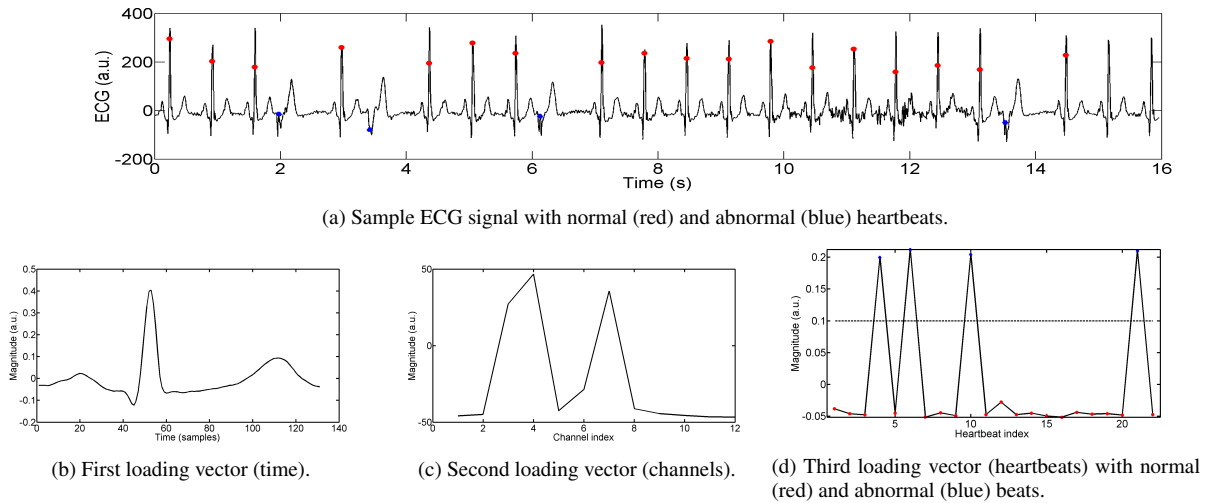 400
200
0
-200
ECG (a.u.)
0 2 4 6 8 10 12 14 16
Time (s)
(a) Sample ECG signal with normal (red) and abnormal (blue) heartbeats.
0.5
0.4
0.3
0.2
0.1
0
-0.1
-0.2
Magnitude (a.u.)
0 20 40 60 80 100 120 140
Time (samples)
(b) First loading vector (time).
50
0
-50
Magnitude (a.u.)
0 2 4 6 8 10 12
Channel index
(c) Second loading vector (channels).
0.2
0.15
0.1
0.05
0
-0.05
Magnitude (a.u.)
5 10 15 20
Heartbeat index
(d) Third loading vector (heartbeats) with normal
(red) and abnormal (blue) beats.